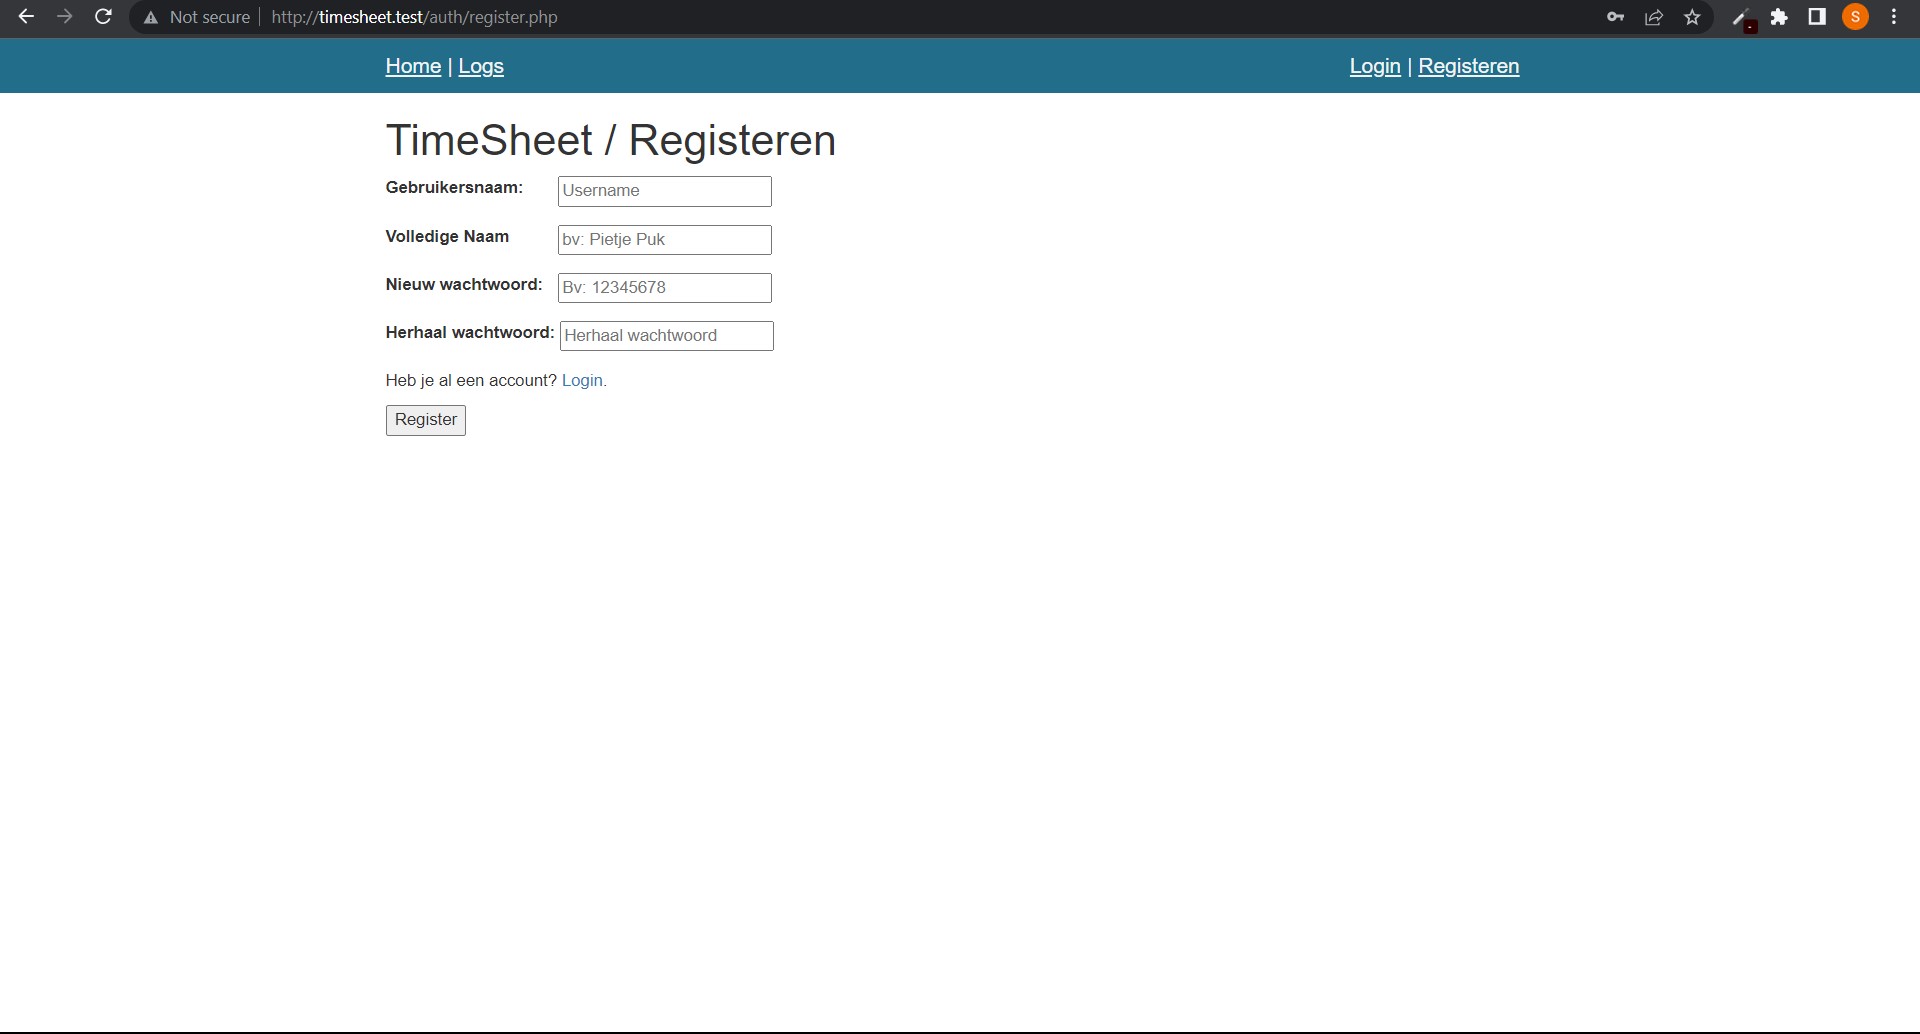 Not secure | http://timesheet.test/auth/register.php
S
Home | Logs
Login | Registeren
TimeSheet / Registeren
Gebruikersnaam: Username
Volledige Naam bv: Pietje Puk
Nieuw wachtwoord: Bv: 12345678
Herhaal wachtwoord: Herhaal wachtwoord
Heb je al een account? Login.
Register